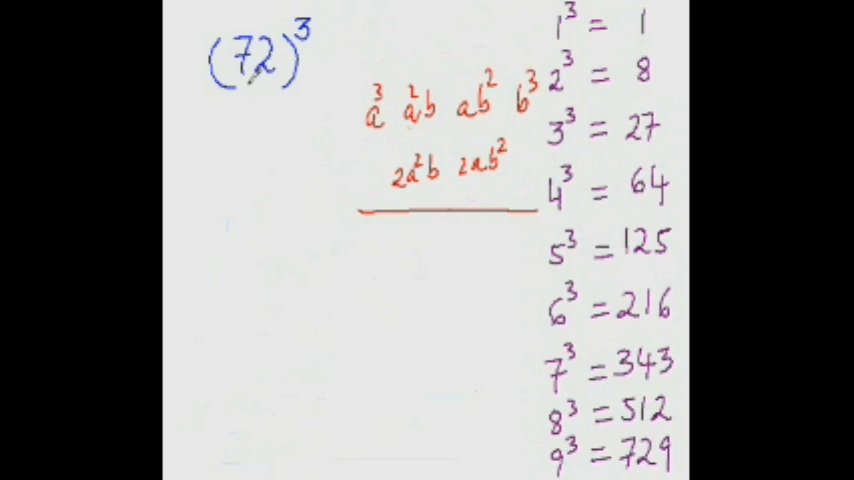 (72)³
a³ a²b ab² b³
2a²b 2ab²
1³ = 1
2³ = 8
3³ = 27
4³ = 64
5³ = 125
6³ = 216
7³ = 343
8³ = 512
9³ = 729